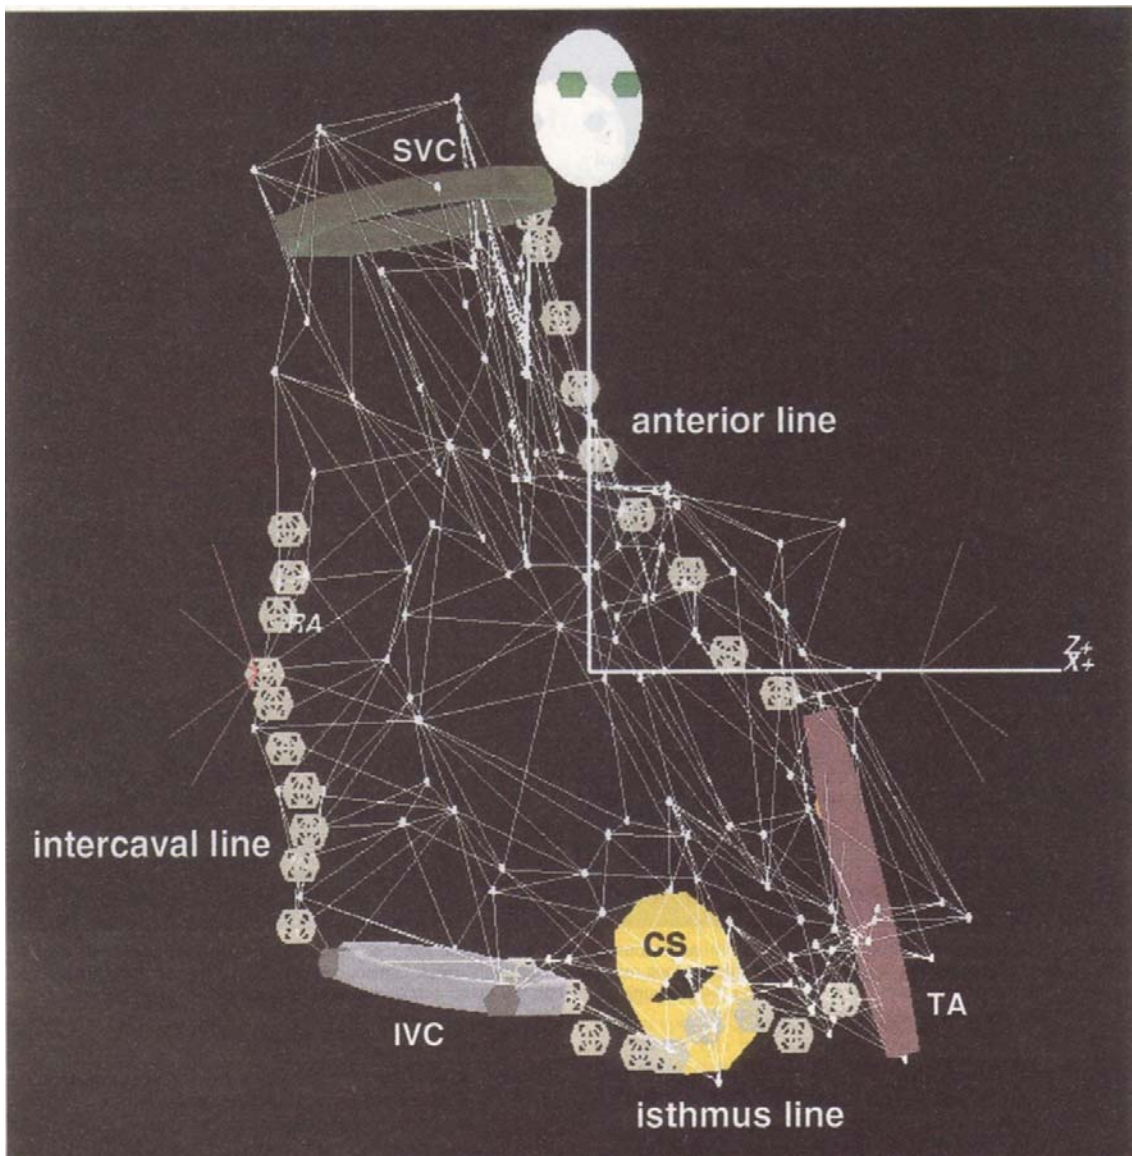 SVC
anterior line
RA
Z+
X+
intercaval line
CS
IVC
TA
isthmus line